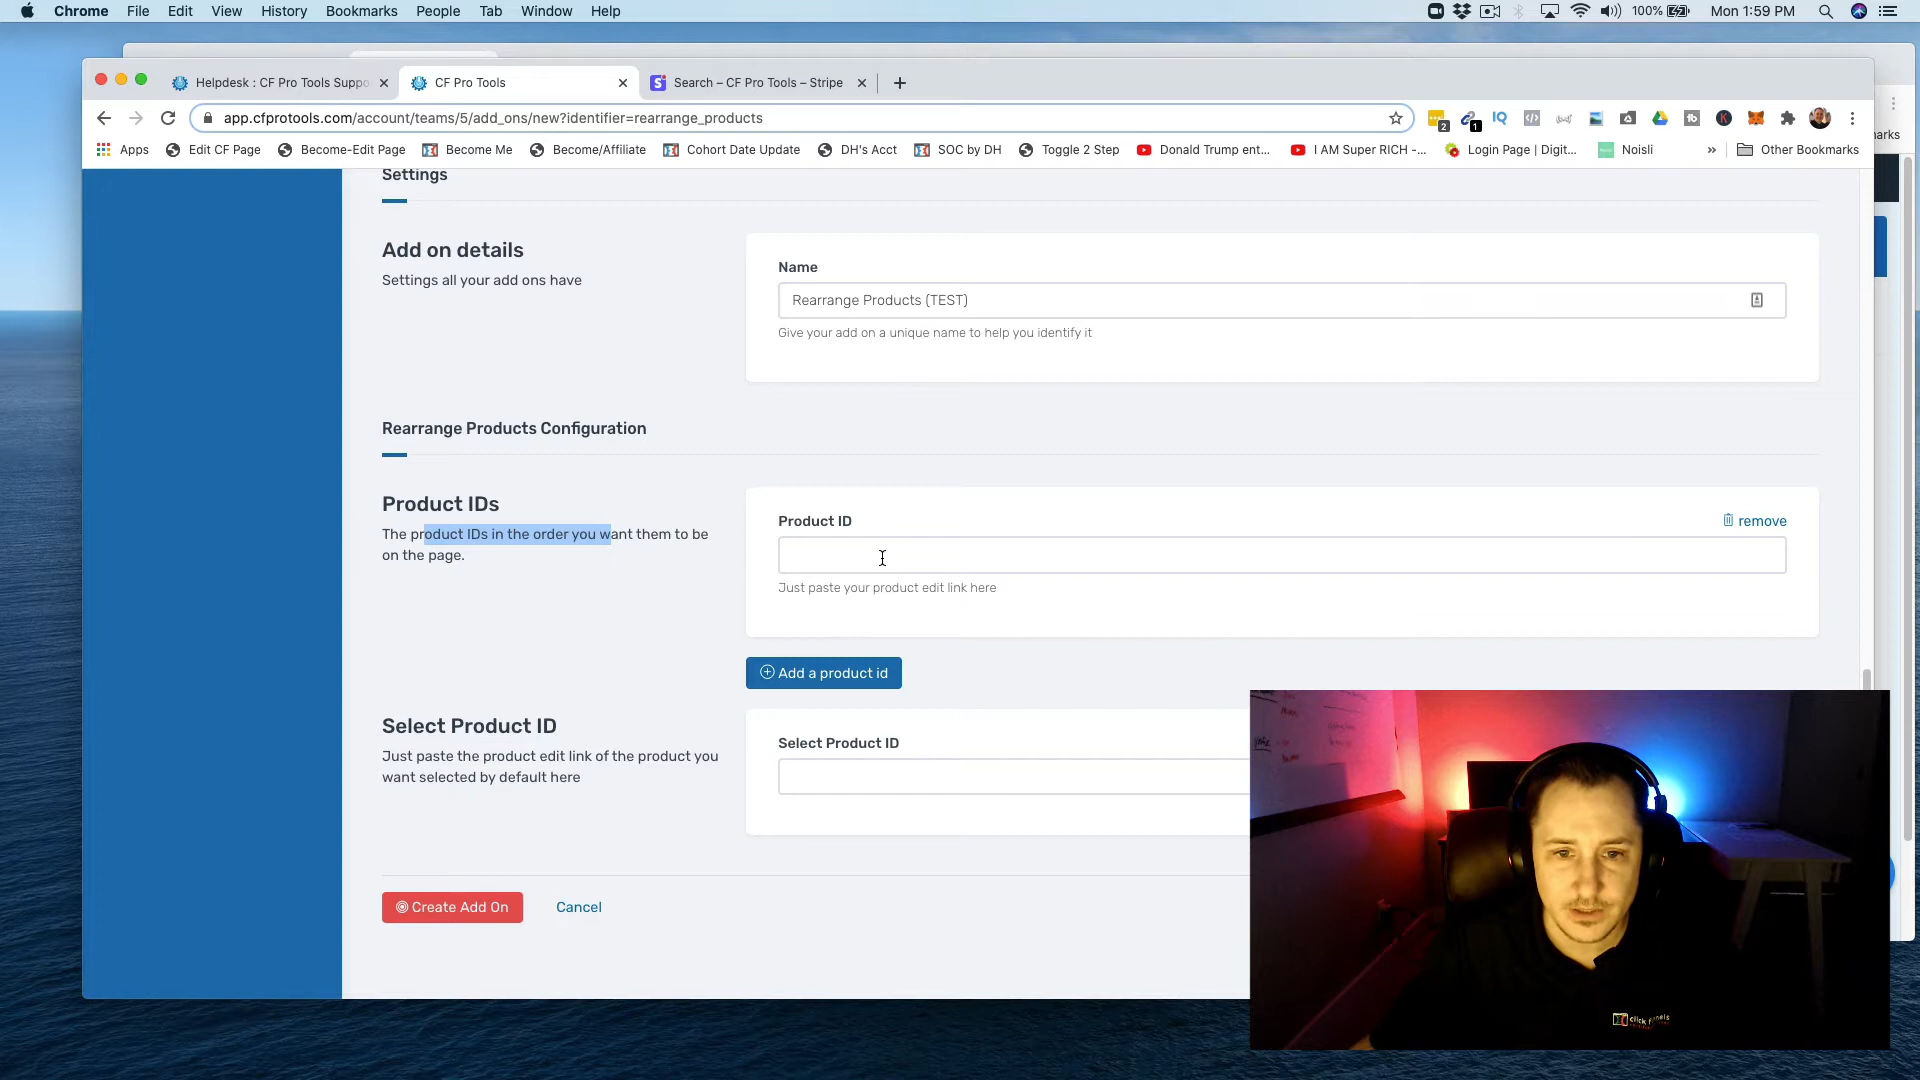 Chrome File Edit View History Bookmarks People Tab Window Help 100% Mon 1:59 PM
Helpdesk : CF Pro Tools Suppo CF Pro Tools Search – CF Pro Tools – Stripe
app.cfprotools.com/account/teams/5/add_ons/new?identifier=rearrange_products
Apps Edit CF Page Become-Edit Page Become Me Become/Affiliate Cohort Date Update DH's Acct SOC by DH Toggle 2 Step Donald Trump ent... I AM Super RICH -... Login Page | Digit... Noisli » Other Bookmarks
arks
Settings
Add on details
Settings all your add ons have
Name
Rearrange Products (TEST)
Give your add on a unique name to help you identify it
Rearrange Products Configuration
Product IDs
The product IDs in the order you want them to be
on the page.
Product ID
remove
Just paste your product edit link here
Add a product id
Select Product ID
Just paste the product edit link of the product you
want selected by default here
Select Product ID
Create Add On
Cancel